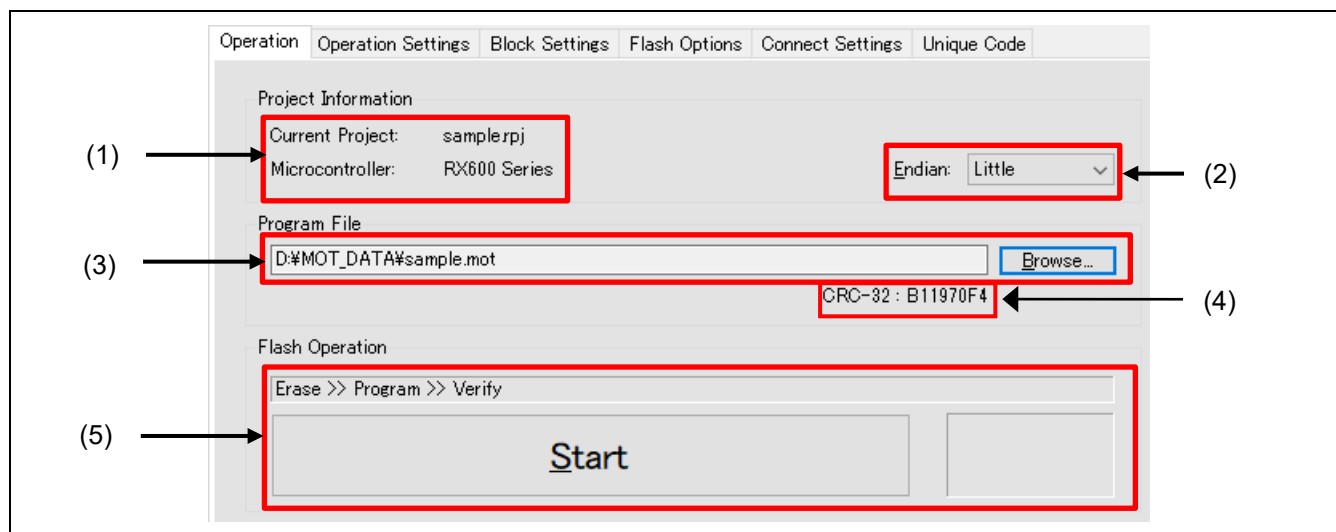 Operation Operation Settings Block Settings Flash Options Connect Settings Unique Code
Project Information
(1)
Current Project: sample.rpj
Microcontroller: RX600 Series
Endian: Little
(2)
Program File
(3)
D:¥MOT_DATA¥sample.mot
Browse...
CRC-32 : B11970F4
(4)
Flash Operation
Erase >> Program >> Verify
(5)
Start